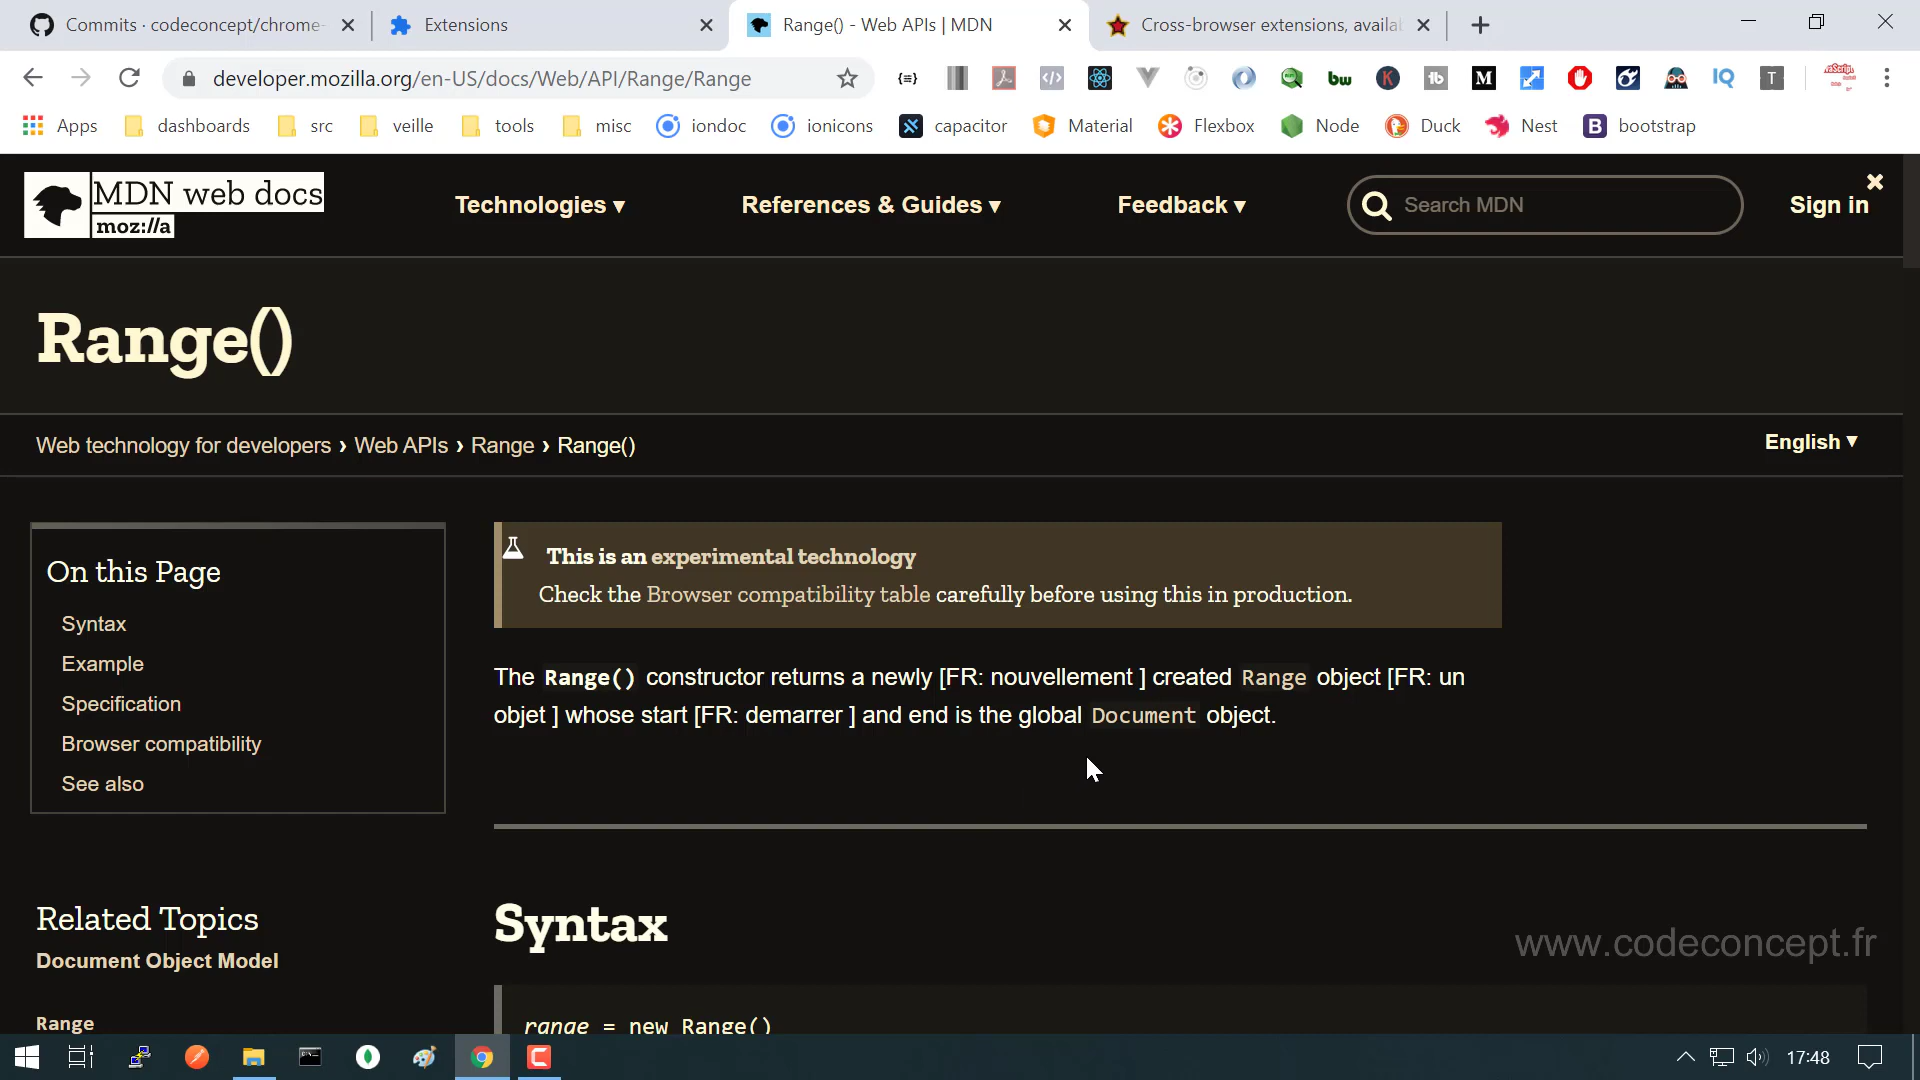 Commits · codeconcept/chrome-
Extensions
Range() - Web APIs | MDN
Cross-browser extensions, availab
developer.mozilla.org/en-US/docs/Web/API/Range/Range
bw
K
tb
M
IQ
T
Apps
dashboards
src
veille
tools
misc
iondoc
ionicons
capacitor
Material
Flexbox
Node
Duck
Nest
B bootstrap
MDN web docs
moz://a
Technologies ▾
References & Guides ▾
Feedback ▾
Search MDN
Sign in
Range()
Web technology for developers › Web APIs › Range › Range()
English ▾
On this Page
Syntax
Example
Specification
Browser compatibility
See also
This is an experimental technology
Check the Browser compatibility table carefully before using this in production.
The Range() constructor returns a newly [FR: nouvellement ] created Range object [FR: un
objet ] whose start [FR: demarrer ] and end is the global Document object.
Related Topics
Document Object Model
Range
Syntax
range = new Range()
www.codeconcept.fr
17:48